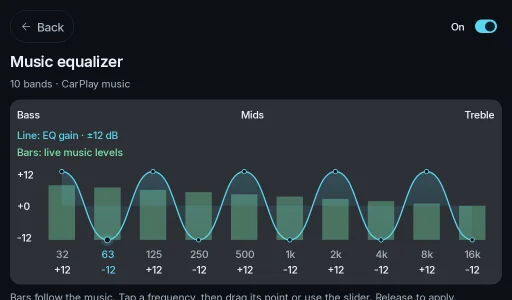 ← Back
On
Music equalizer
10 bands · CarPlay music
Bass Mids Treble
Line: EQ gain · ±12 dB
Bars: live music levels
+12
+0
-12
32 63 125 250 500 1k 2k 4k 8k 16k
+12 -12 +12 -12 +12 -12 +12 -12 +12 -12
Bars follow the music. Tap a frequency, then drag its point or use the slider. Release to apply.